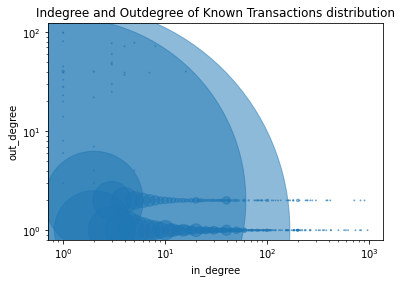 Indegree and Outdegree of Known Transactions distribution
out_degree
10²
10¹
10⁰
10⁰ 10¹ 10² 10³
in_degree